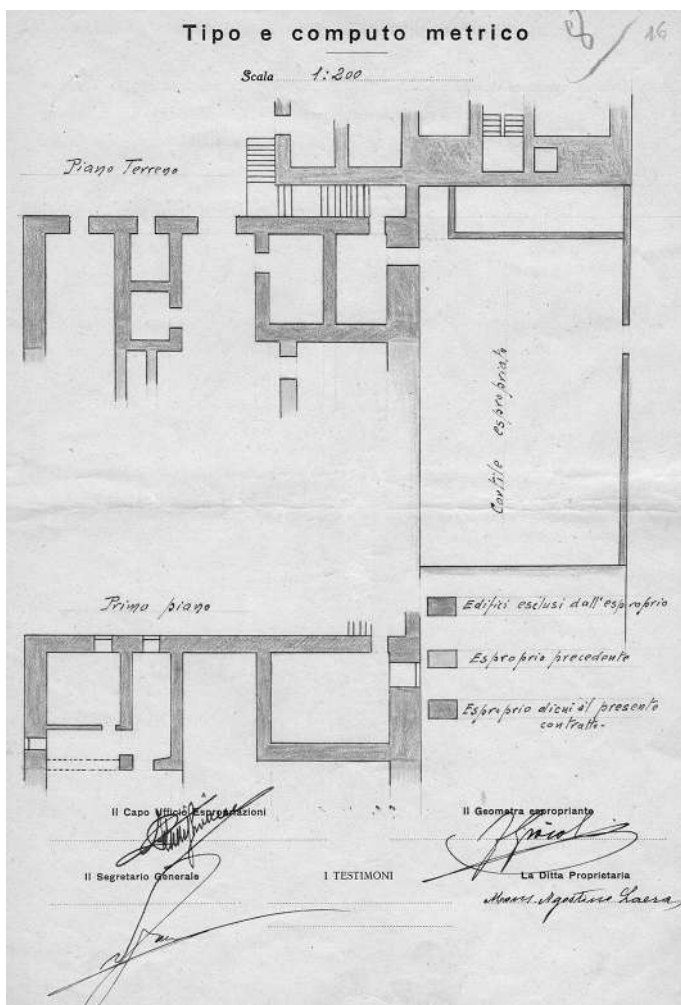 Tipo e computo metrico
16
Scala 1:200
Piano Terreno
Cortile espropriato
Primo piano
Edifici esclusi dall'esproprio
Esproprio precedente
Esproprio di cui al presente
contratto-
Il Capo Ufficio Espropriazioni
Il Geometra espropriante
Il Segretario Generale
I TESTIMONI
La Ditta Proprietaria
Mons. Agostino Laera